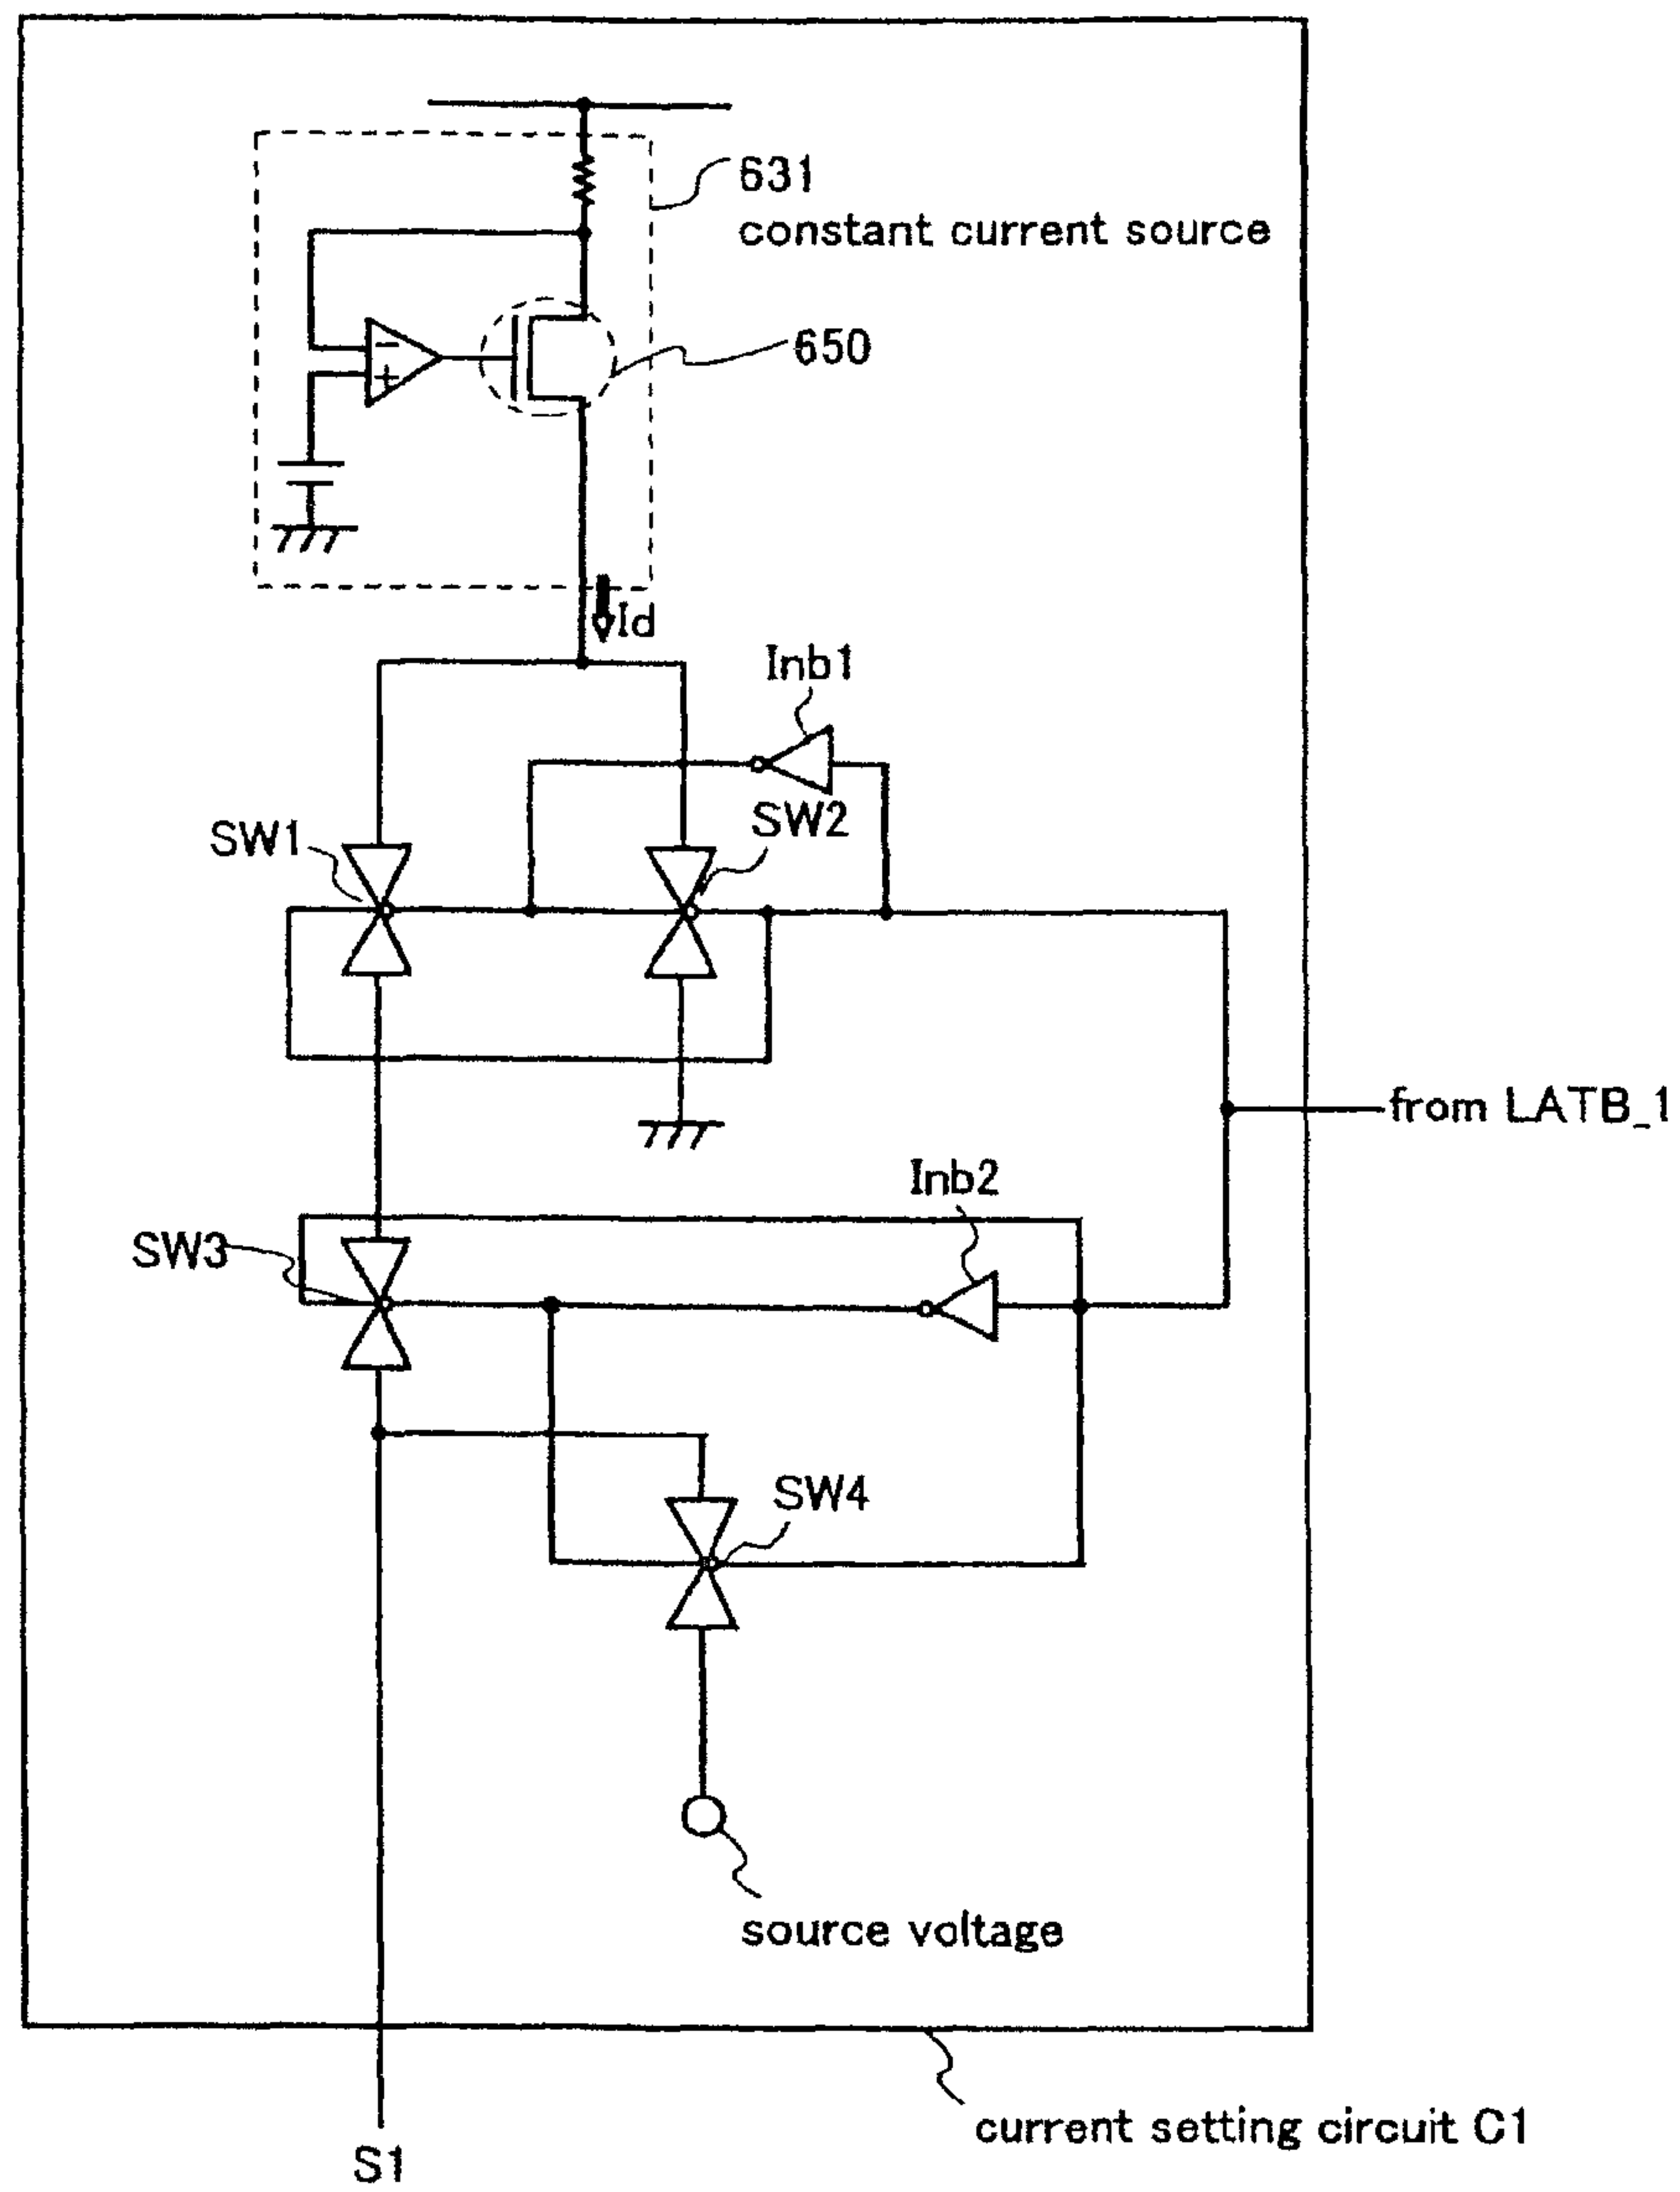 631
constant current source
−
+
650
Id
Inb1
SW1
SW2
from LATB_1
Inb2
SW3
SW4
source voltage
current setting circuit C1
S1